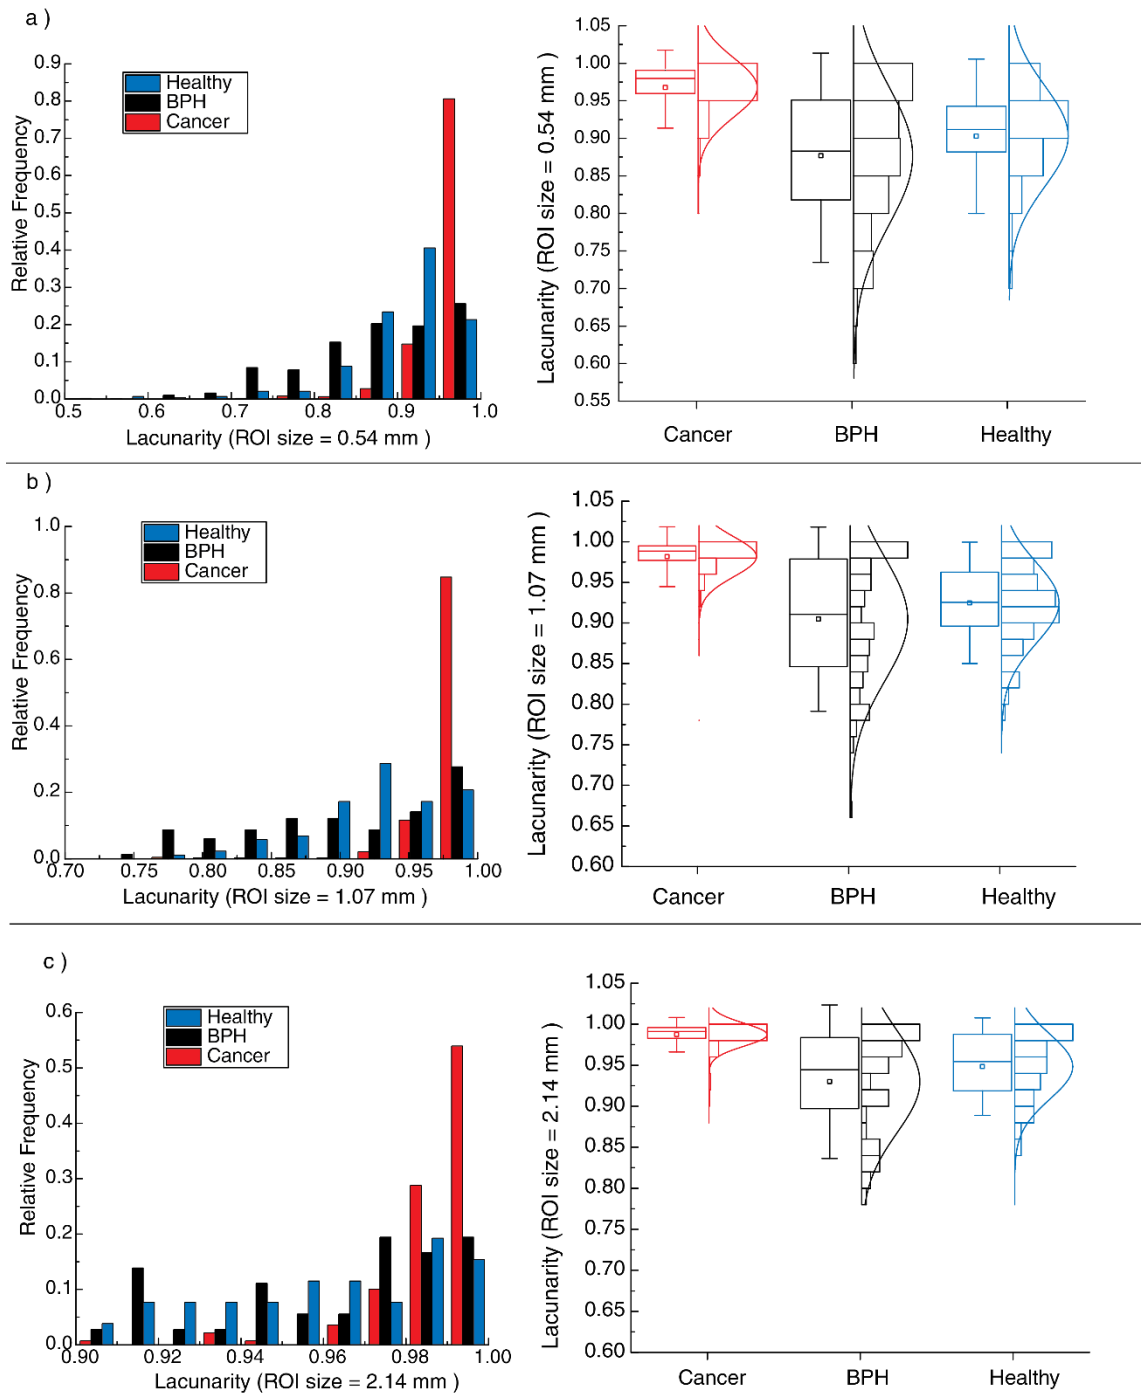 a )
0.9
0.8
0.7
0.6
0.5
0.4
0.3
0.2
0.1
0.5 0.6 0.7 0.8 0.9 1.0
Relative Frequency
Lacunarity (ROI size = 0.54 mm )
Healthy
BPH
Cancer
1.05
1.00
0.95
0.90
0.85
0.80
0.75
0.70
0.65
0.60
0.55
Lacunarity (ROI size = 0.54 mm )
Cancer BPH Healthy
b )
1.0
0.8
0.6
0.4
0.2
0.0
0.70 0.75 0.80 0.85 0.90 0.95 1.00
Relative Frequency
Lacunarity (ROI size = 1.07 mm )
Healthy
BPH
Cancer
1.05
1.00
0.95
0.90
0.85
0.80
0.75
0.70
0.65
0.60
Lacunarity (ROI size = 1.07 mm )
Cancer BPH Healthy
c )
0.6
0.5
0.4
0.3
0.2
0.1
0.0
0.90 0.92 0.94 0.96 0.98 1.00
Relative Frequency
Lacunarity (ROI size = 2.14 mm )
Healthy
BPH
Cancer
1.05
1.00
0.95
0.90
0.85
0.80
0.75
0.70
0.65
0.60
Lacunarity (ROI size = 2.14 mm )
Cancer BPH Healthy